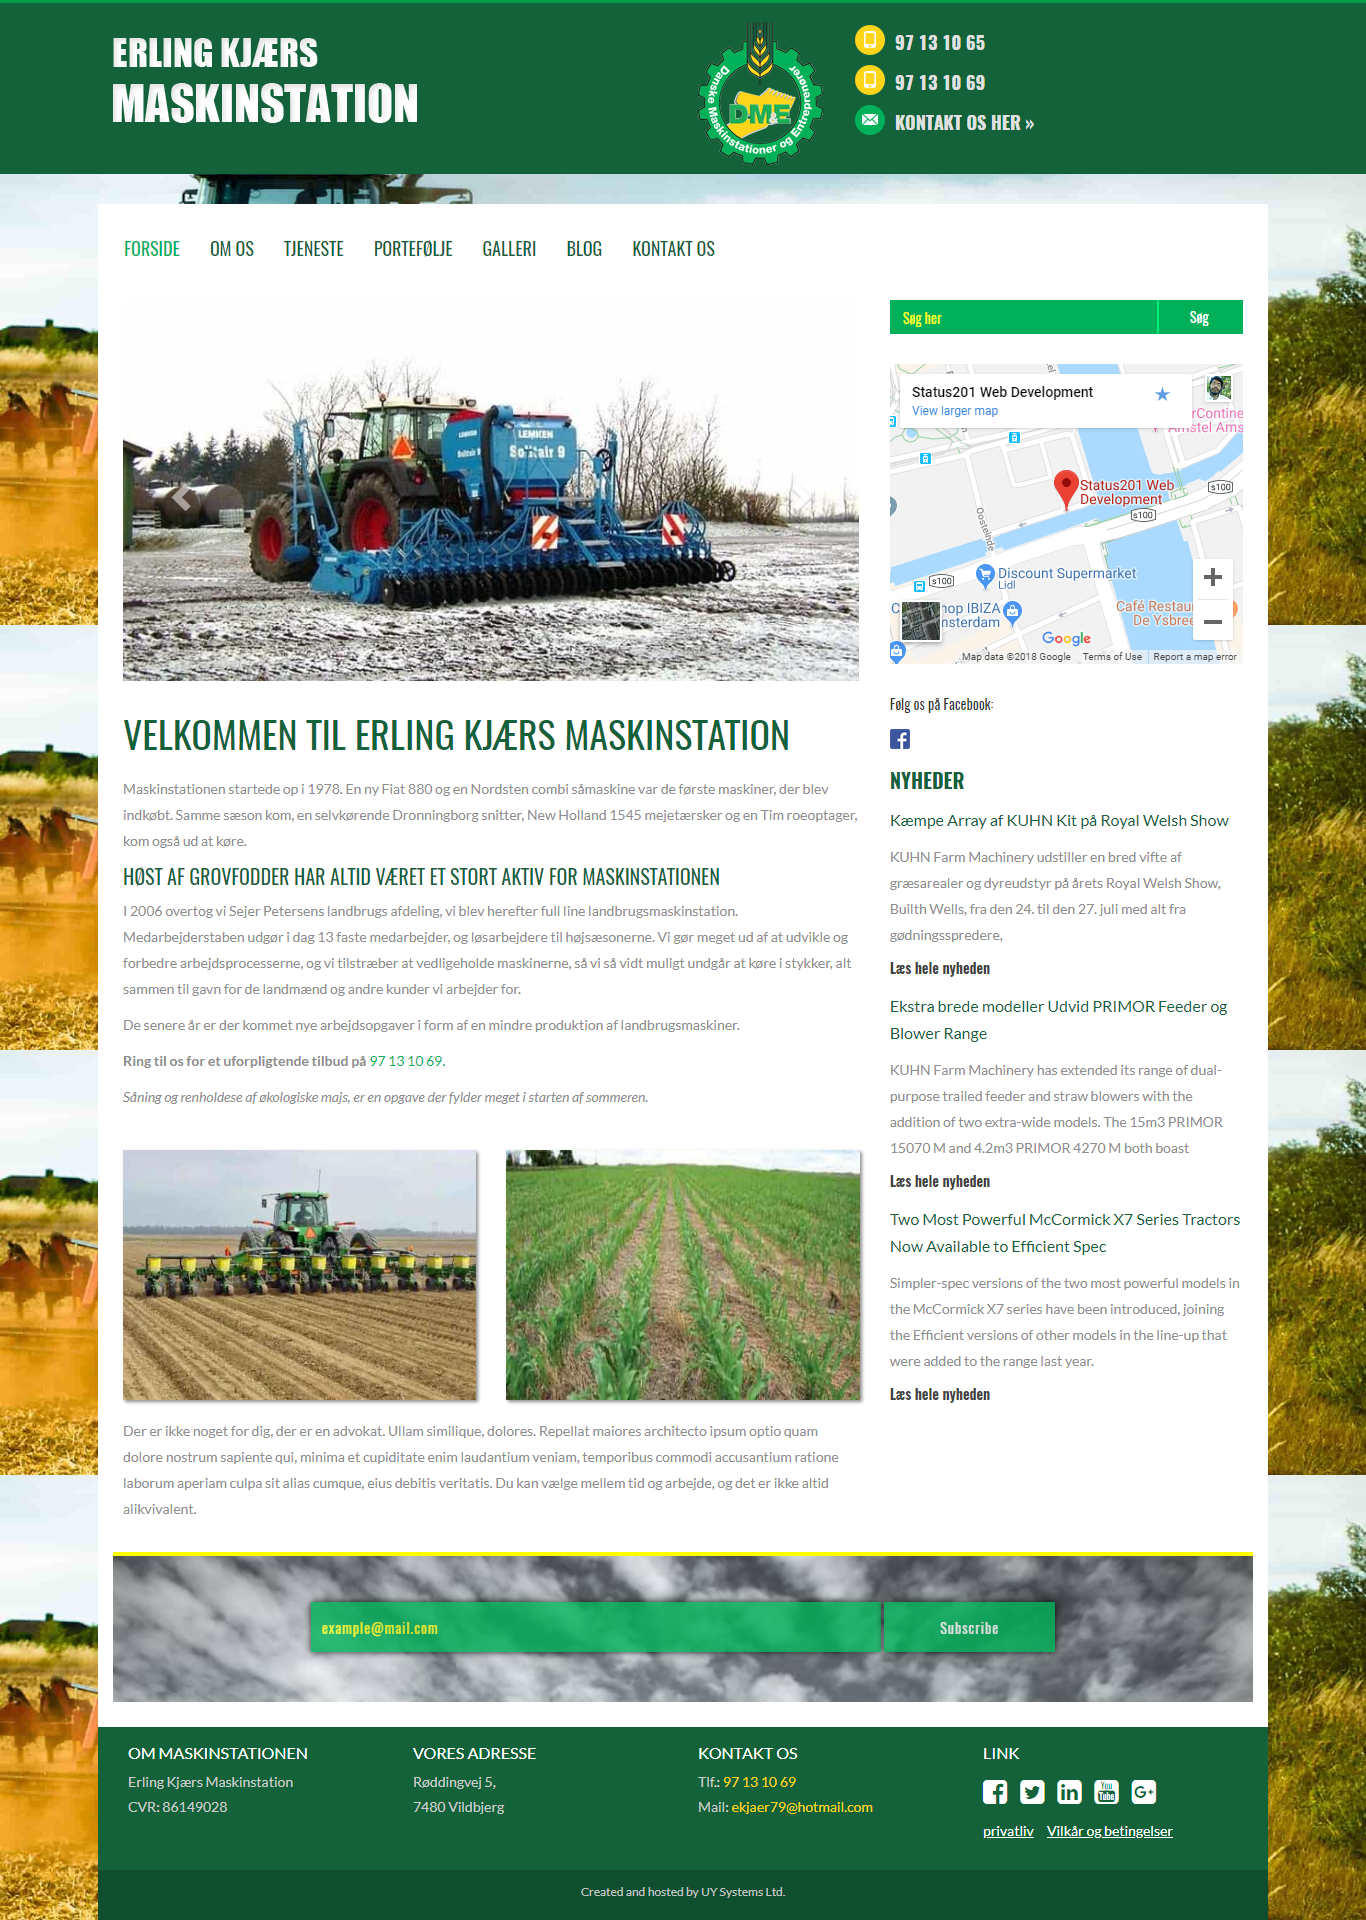 ERLING KJÆRS
MASKINSTATION
Danske Maskinstationer og Entreprenører
D·M&E
97 13 10 65
97 13 10 69
KONTAKT OS HER »
FORSIDE OM OS TJENESTE PORTEFØLJE GALLERI BLOG KONTAKT OS
LEMKEN
Solitair 9
LEMKEN
Solitair 9
Søg her Søg
Status201 Web Development
View larger map
erContine
Amstel Ams
Status201 Web
Development
s100
s100
Oosteinde
s100
Discount Supermarket
Lidl
hop IBIZA
msterdam
Café Restau
De Ysbree
Google
Map data ©2018 Google Terms of Use Report a map error
Følg os på Facebook:
VELKOMMEN TIL ERLING KJÆRS MASKINSTATION
Maskinstationen startede op i 1978. En ny Fiat 880 og en Nordsten combi såmaskine var de første maskiner, der blev
indkøbt. Samme sæson kom, en selvkørende Dronningborg snitter, New Holland 1545 mejetærsker og en Tim roeoptager,
kom også ud at køre.
HØST AF GROVFODDER HAR ALTID VÆRET ET STORT AKTIV FOR MASKINSTATIONEN
I 2006 overtog vi Sejer Petersens landbrugs afdeling, vi blev herefter full line landbrugsmaskinstation.
Medarbejderstaben udgør i dag 13 faste medarbejder, og løsarbejdere til højsæsonerne. Vi gør meget ud af at udvikle og
forbedre arbejdsprocesserne, og vi tilstræber at vedligeholde maskinerne, så vi så vidt muligt undgår at køre i stykker, alt
sammen til gavn for de landmænd og andre kunder vi arbejder for.
De senere år er der kommet nye arbejdsopgaver i form af en mindre produktion af landbrugsmaskiner.
Ring til os for et uforpligtende tilbud på 97 13 10 69.
Såning og renholdese af økologiske majs, er en opgave der fylder meget i starten af sommeren.
Der er ikke noget for dig, der er en advokat. Ullam similique, dolores. Repellat maiores architecto ipsum optio quam
dolore nostrum sapiente qui, minima et cupiditate enim laudantium veniam, temporibus commodi accusantium ratione
laborum aperiam culpa sit alias cumque, eius debitis veritatis. Du kan vælge mellem tid og arbejde, og det er ikke altid
alikvivalent.
NYHEDER
Kæmpe Array af KUHN Kit på Royal Welsh Show
KUHN Farm Machinery udstiller en bred vifte af
græsarealer og dyreudstyr på årets Royal Welsh Show,
Builth Wells, fra den 24. til den 27. juli med alt fra
gødningsspredere,
Læs hele nyheden
Ekstra brede modeller Udvid PRIMOR Feeder og
Blower Range
KUHN Farm Machinery has extended its range of dual-
purpose trailed feeder and straw blowers with the
addition of two extra-wide models. The 15m3 PRIMOR
15070 M and 4.2m3 PRIMOR 4270 M both boast
Læs hele nyheden
Two Most Powerful McCormick X7 Series Tractors
Now Available to Efficient Spec
Simpler-spec versions of the two most powerful models in
the McCormick X7 series have been introduced, joining
the Efficient versions of other models in the line-up that
were added to the range last year.
Læs hele nyheden
example@mail.com Subscribe
OM MASKINSTATIONEN
Erling Kjærs Maskinstation
CVR: 86149028
VORES ADRESSE
Røddingvej 5,
7480 Vildbjerg
KONTAKT OS
Tlf.: 97 13 10 69
Mail: ekjaer79@hotmail.com
LINK
You Tube
G+
privatliv Vilkår og betingelser
Created and hosted by UY Systems Ltd.